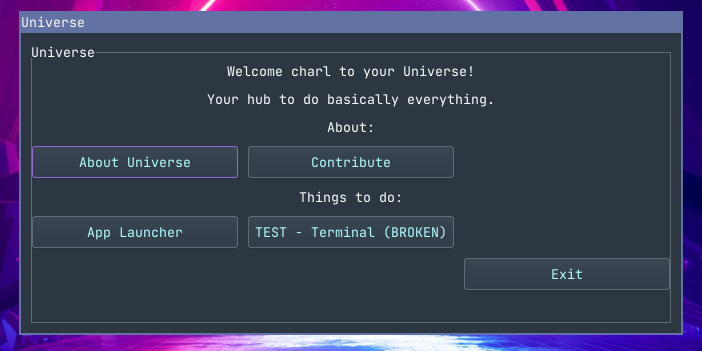 Universe
Universe
Welcome charl to your Universe!
Your hub to do basically everything.
About:
About Universe
Contribute
Things to do:
App Launcher
TEST - Terminal (BROKEN)
Exit